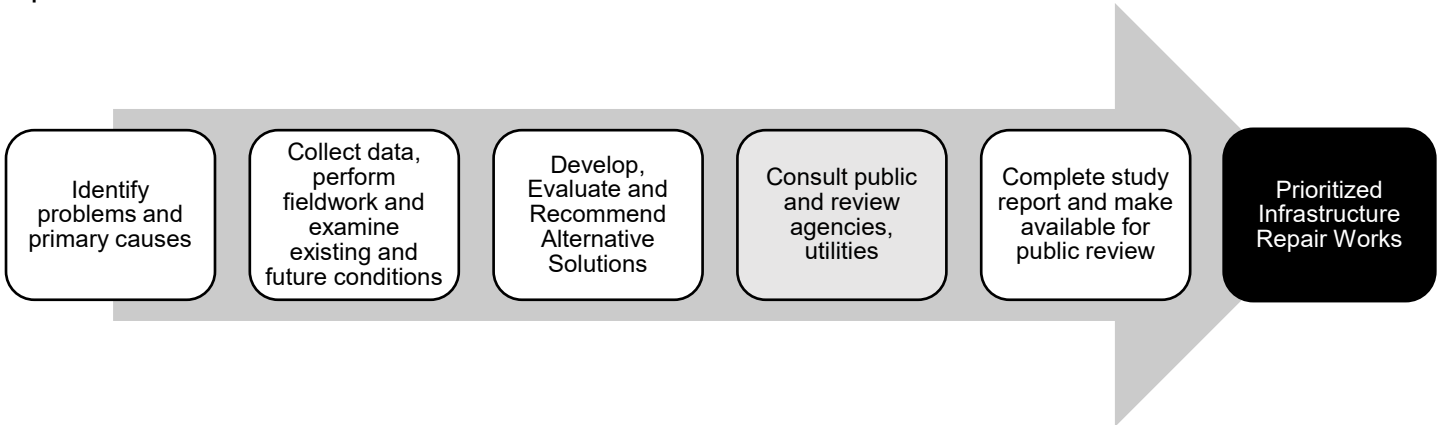 Identify
problems and
primary causes
Collect data,
perform
fieldwork and
examine
existing and
future conditions
Develop,
Evaluate and
Recommend
Alternative
Solutions
Consult public
and review
agencies,
utilities
Complete study
report and make
available for
public review
Prioritized
Infrastructure
Repair Works